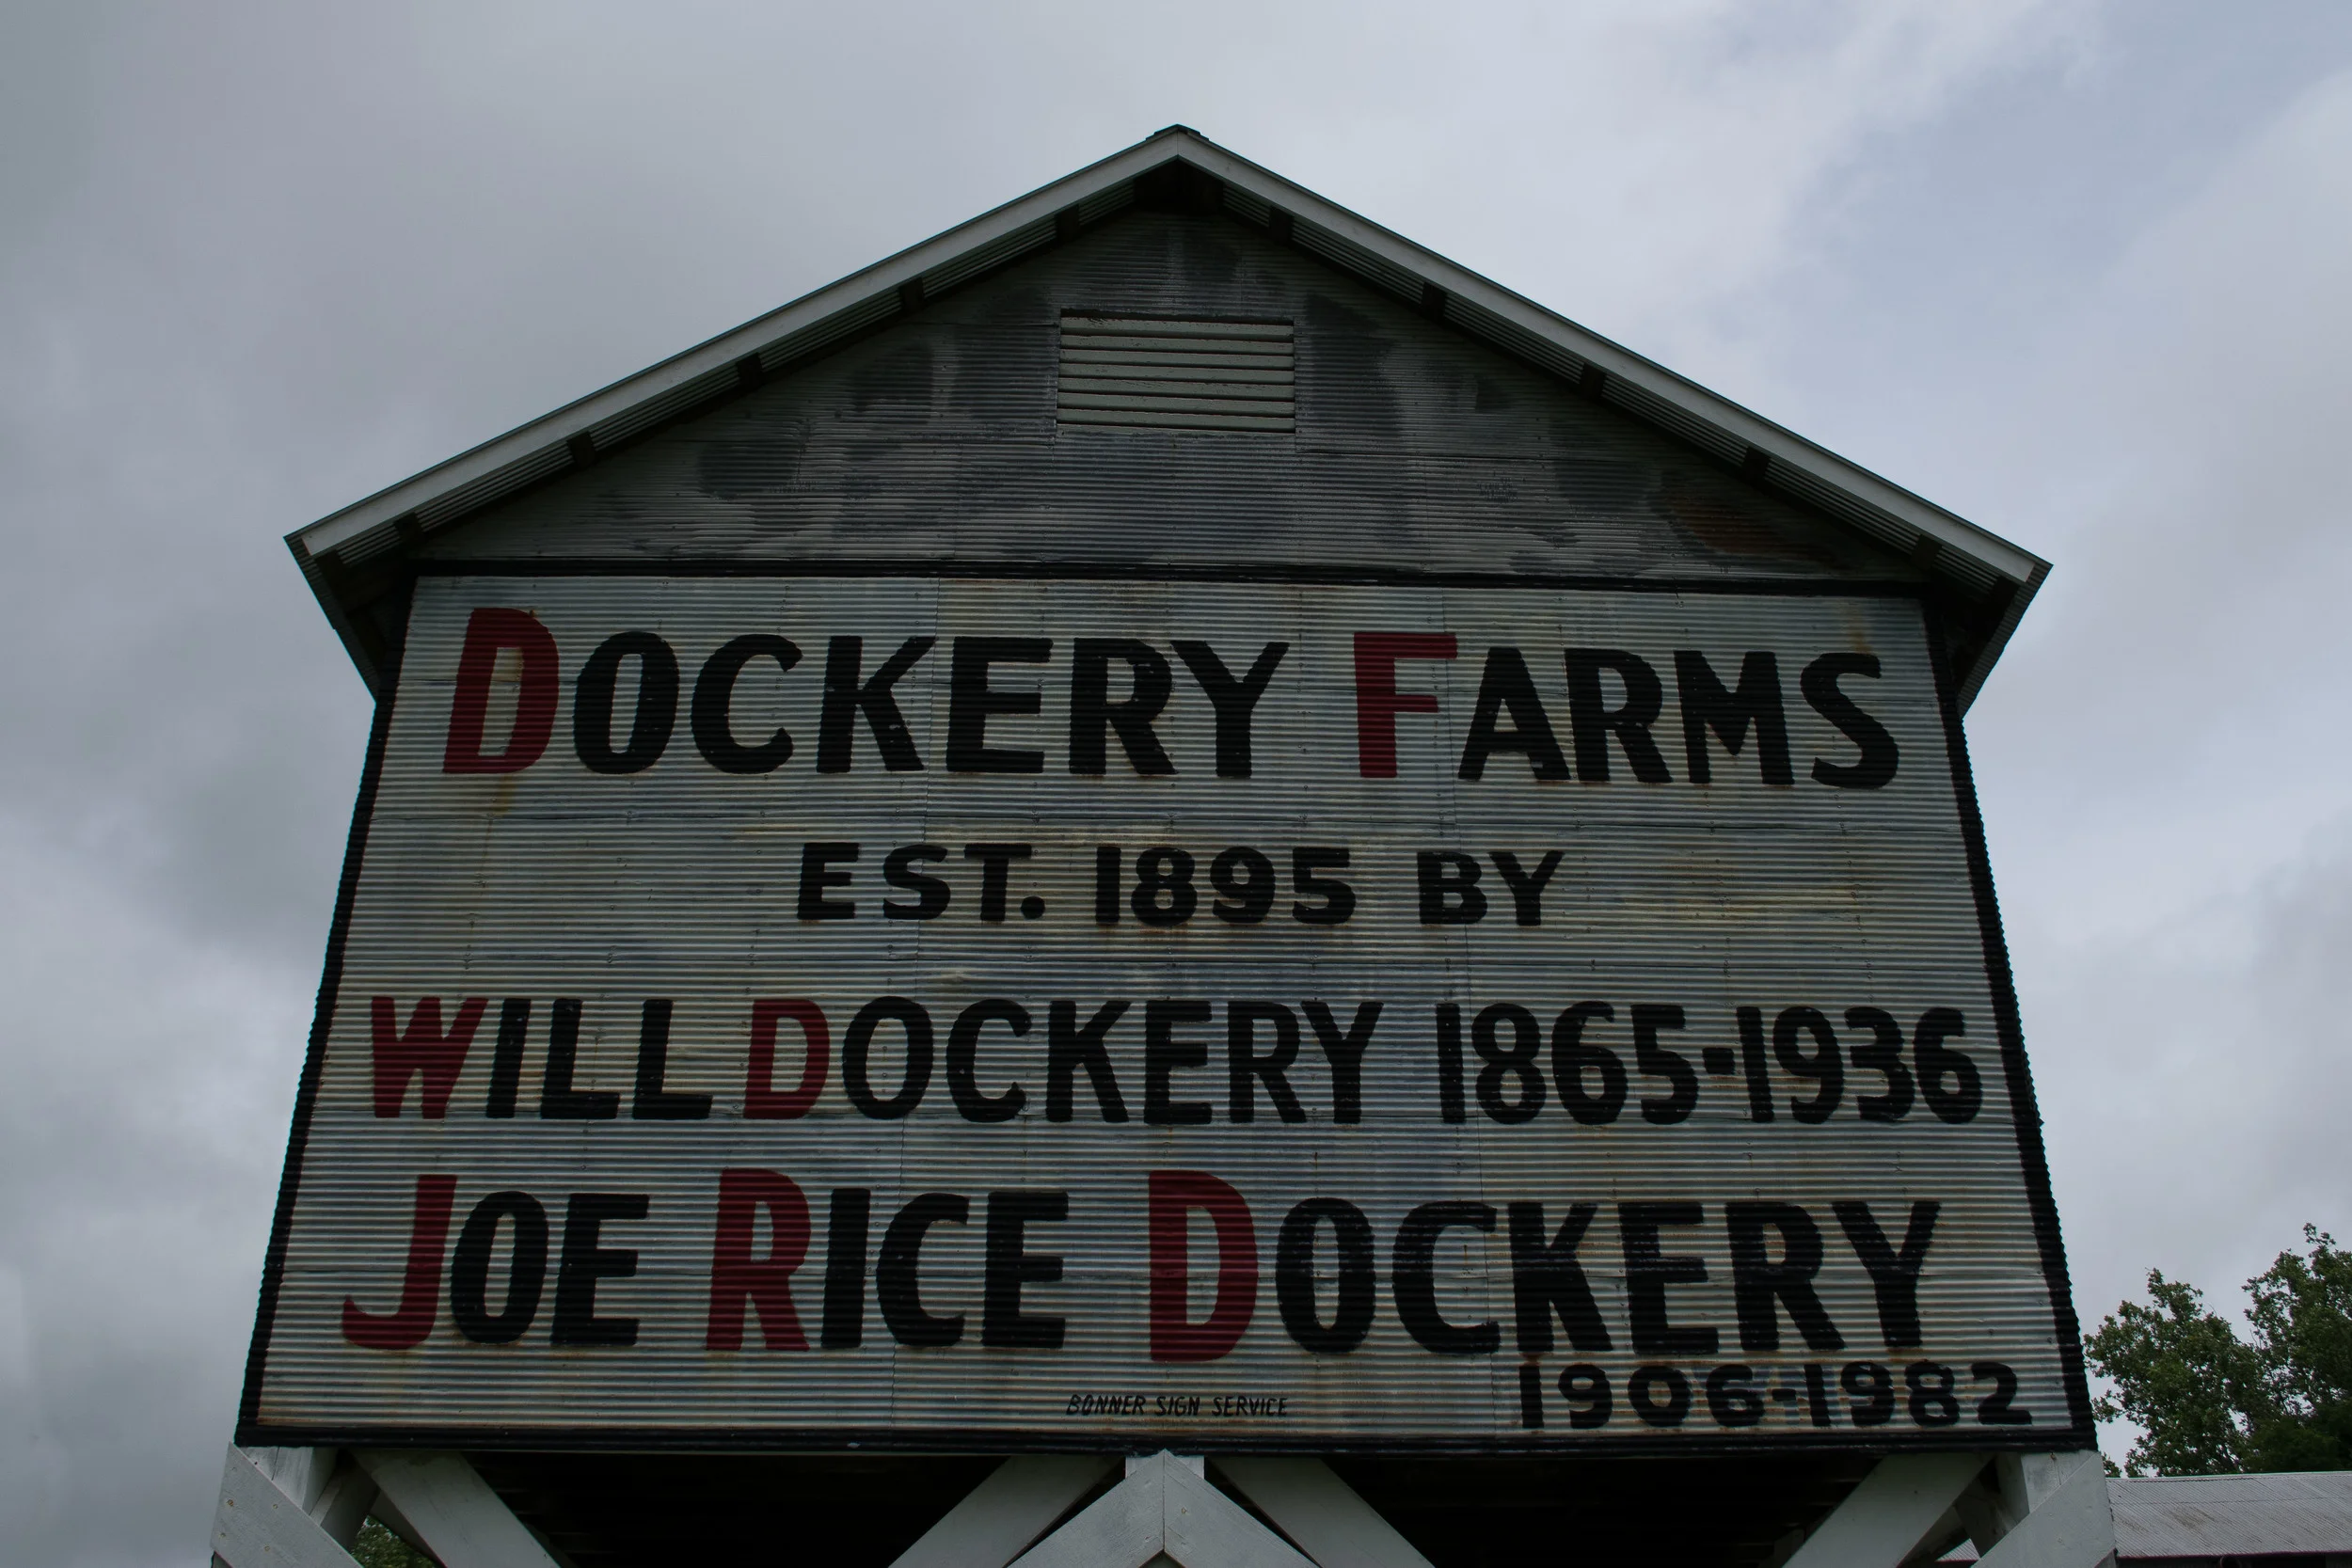 DOCKERY FARMS
EST. 1895 BY
WILL DOCKERY 1865-1936
JOE RICE DOCKERY
1906-1982
BONNER SIGN SERVICE